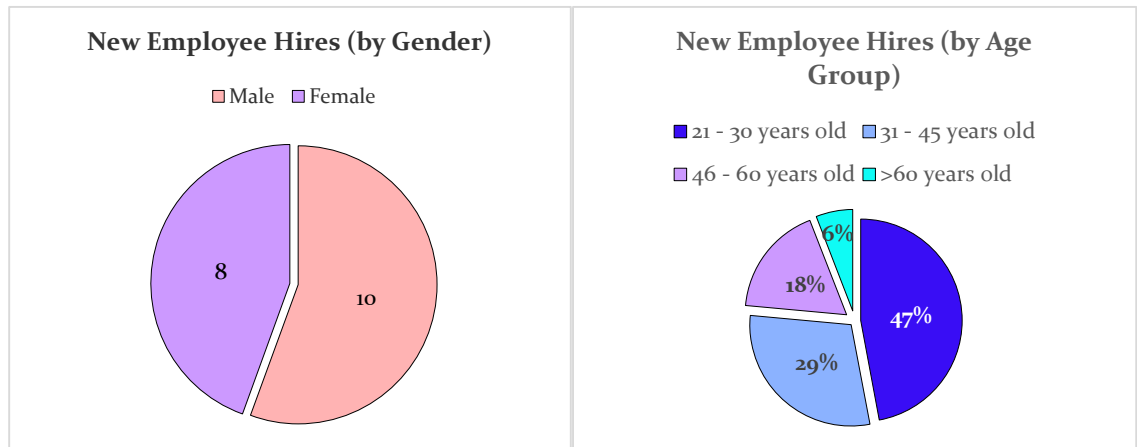 New Employee Hires (by Gender)
Male Female
8
10
New Employee Hires (by Age
Group)
21 - 30 years old 31 - 45 years old
46 - 60 years old >60 years old
6%
18%
47%
29%